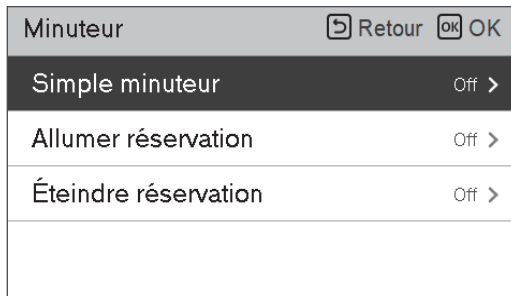 Minuteur Retour OK OK
Simple minuteur Off >
Allumer réservation Off >
Éteindre réservation Off >